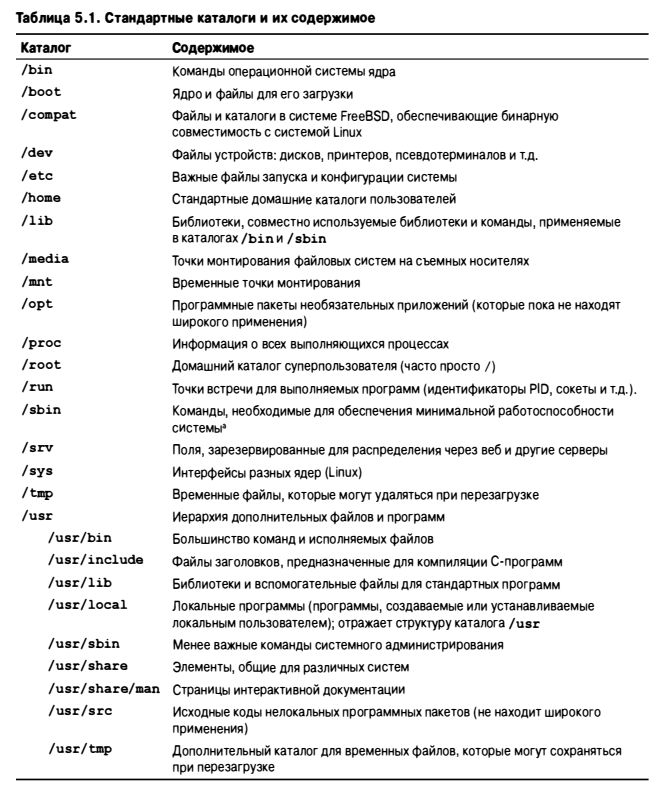 Таблица 5.1. Стандартные каталоги и их содержимое
Каталог Содержимое
/bin Команды операционной системы ядра
/boot Ядро и файлы для его загрузки
/compat Файлы и каталоги в системе FreeBSD, обеспечивающие бинарную
совместимость с системой Linux
/dev Файлы устройств: дисков, принтеров, псевдотерминалов и т.д.
/etc Важные файлы запуска и конфигурации системы
/home Стандартные домашние каталоги пользователей
/lib Библиотеки, совместно используемые библиотеки и команды, применяемые
в каталогах /bin и /sbin
/media Точки монтирования файловых систем на съемных носителях
/mnt Временные точки монтирования
/opt Программные пакеты необязательных приложений (которые пока не находят
широкого применения)
/proc Информация о всех выполняющихся процессах
/root Домашний каталог суперпользователя (часто просто /)
/run Точки встречи для выполняемых программ (идентификаторы PID, сокеты и т.д.).
/sbin Команды, необходимые для обеспечения минимальной работоспособности
системыª
/srv Поля, зарезервированные для распределения через веб и другие серверы
/sys Интерфейсы разных ядер (Linux)
/tmp Временные файлы, которые могут удаляться при перезагрузке
/usr Иерархия дополнительных файлов и программ
/usr/bin Большинство команд и исполняемых файлов
/usr/include Файлы заголовков, предназначенные для компиляции С-программ
/usr/lib Библиотеки и вспомогательные файлы для стандартных программ
/usr/local Локальные программы (программы, создаваемые или устанавливаемые
локальным пользователем); отражает структуру каталога /usr
/usr/sbin Менее важные команды системного администрирования
/usr/share Элементы, общие для различных систем
/usr/share/man Страницы интерактивной документации
/usr/src Исходные коды нелокальных программных пакетов (не находит широкого
применения)
/usr/tmp Дополнительный каталог для временных файлов, которые могут сохраняться
при перезагрузке